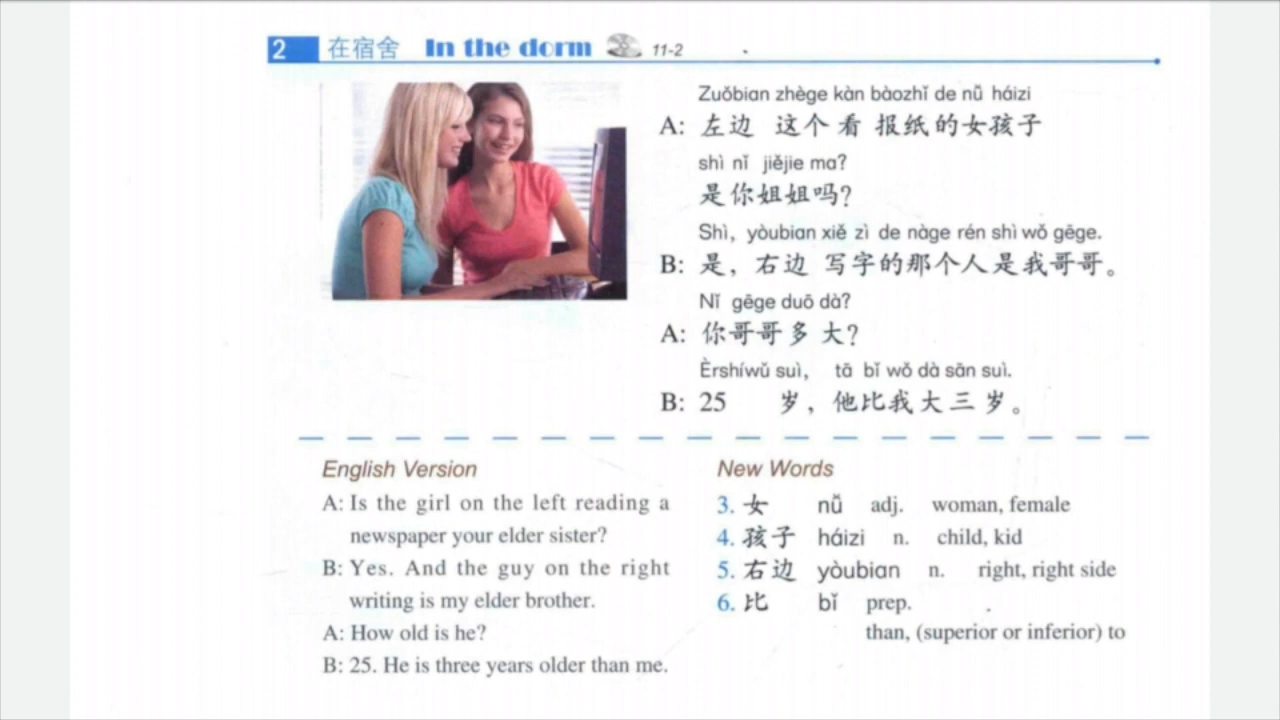 2 在宿舍 In the dorm 11-2
Zuǒbian zhège kàn bàozhǐ de nǚ háizi
A: 左边 这个 看 报纸 的 女孩子
shì nǐ jiějie ma?
是你姐姐吗?
Shì, yòubian xiě zì de nàge rén shì wǒ gēge.
B: 是, 右边 写字的那个人是我哥哥。
Nǐ gēge duō dà?
A: 你哥哥多 大?
Èrshíwǔ suì, tā bǐ wǒ dà sān suì.
B: 25 岁, 他比我 大 三 岁。
English Version
A: Is the girl on the left reading a
newspaper your elder sister?
B: Yes. And the guy on the right
writing is my elder brother.
A: How old is he?
B: 25. He is three years older than me.
New Words
3. 女 nǚ adj. woman, female
4. 孩子 háizi n. child, kid
5. 右边 yòubian n. right, right side
6. 比 bǐ prep.
than, (superior or inferior) to